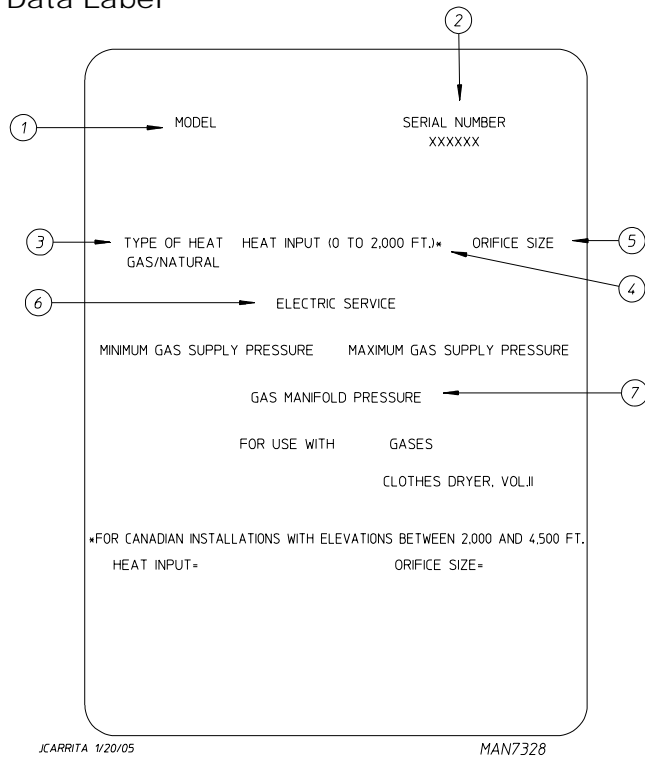 Data Label
2
1
MODEL
SERIAL NUMBER
XXXXXX
3
TYPE OF HEAT
GAS/NATURAL
HEAT INPUT (0 TO 2,000 FT.)*
ORIFICE SIZE
5
4
6
ELECTRIC SERVICE
MINIMUM GAS SUPPLY PRESSURE
MAXIMUM GAS SUPPLY PRESSURE
GAS MANIFOLD PRESSURE
7
FOR USE WITH GASES
CLOTHES DRYER, VOL.II
*FOR CANADIAN INSTALLATIONS WITH ELEVATIONS BETWEEN 2,000 AND 4,500 FT.
HEAT INPUT= ORIFICE SIZE=
JCARRITA 1/20/05
MAN7328